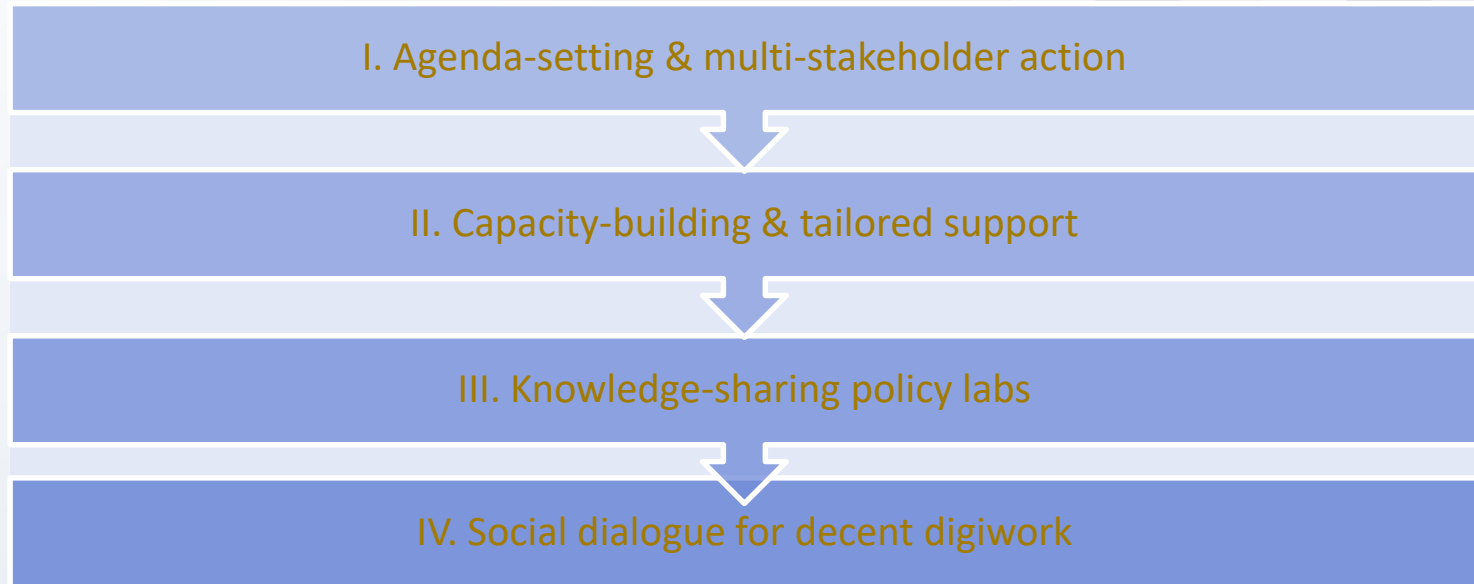 I. Agenda-setting & multi-stakeholder action
II. Capacity-building & tailored support
III. Knowledge-sharing policy labs
IV. Social dialogue for decent digiwork